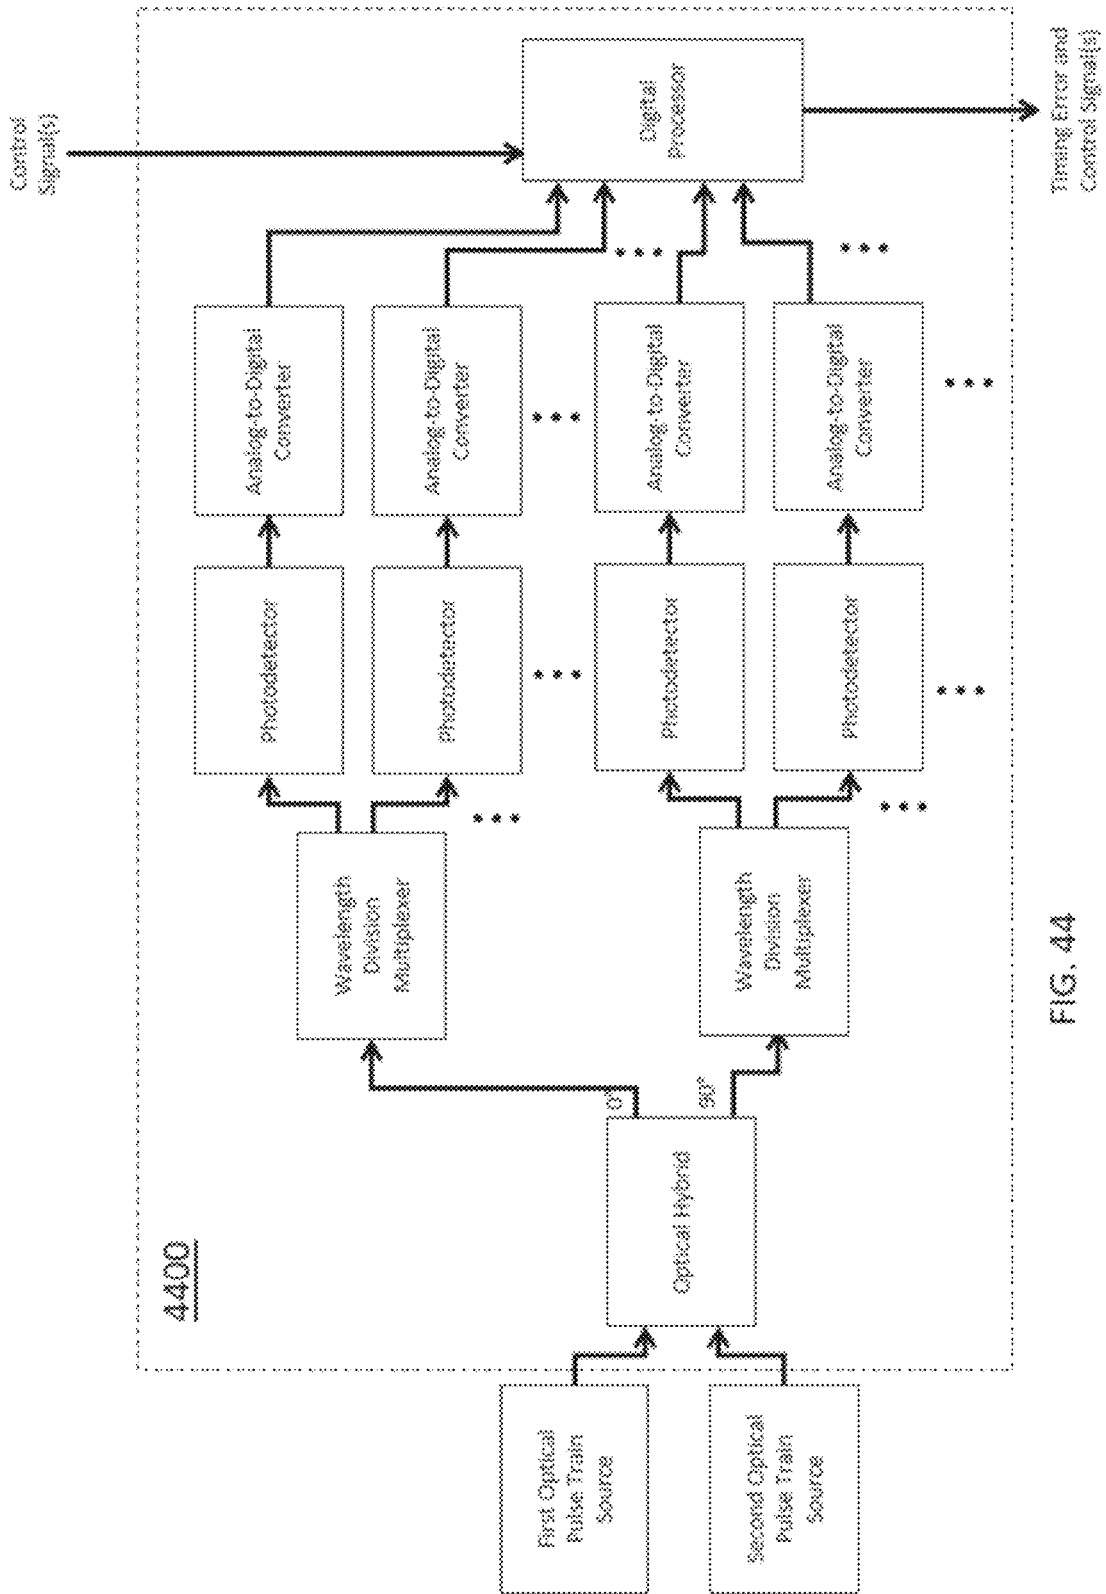 4400
First Optical
Pulse Train
Source
Second Optical
Pulse Train
Source
Optical Hybrid
0°
90°
Wavelength
Division
Multiplexer
Wavelength
Division
Multiplexer
Photodetector
Photodetector
Photodetector
Photodetector
Analog-to-Digital
Converter
Analog-to-Digital
Converter
Analog-to-Digital
Converter
Analog-to-Digital
Converter
Control
Signal(s)
Digital
Processor
Timing Error and
Control Signal(s)
FIG. 44